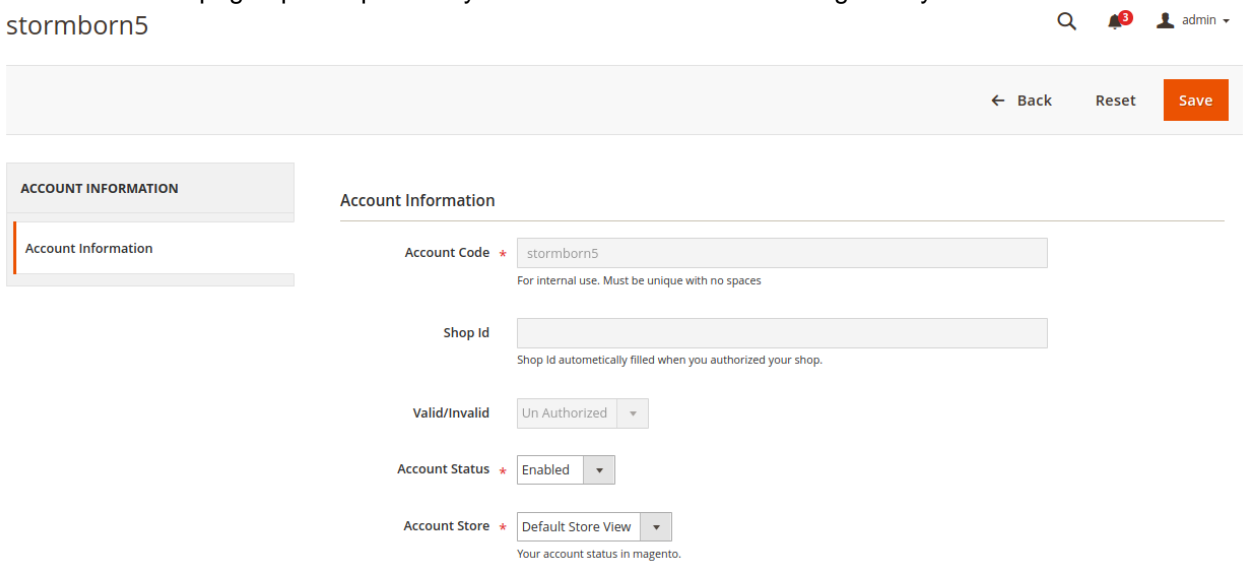 stormborn5
3
admin
← Back Reset Save
ACCOUNT INFORMATION
Account Information
Account Information
Account Code * stormborn5
For internal use. Must be unique with no spaces
Shop Id
Shop Id autometically filled when you authorized your shop.
Valid/Invalid Un Authorized
Account Status * Enabled
Account Store * Default Store View
Your account status in magento.